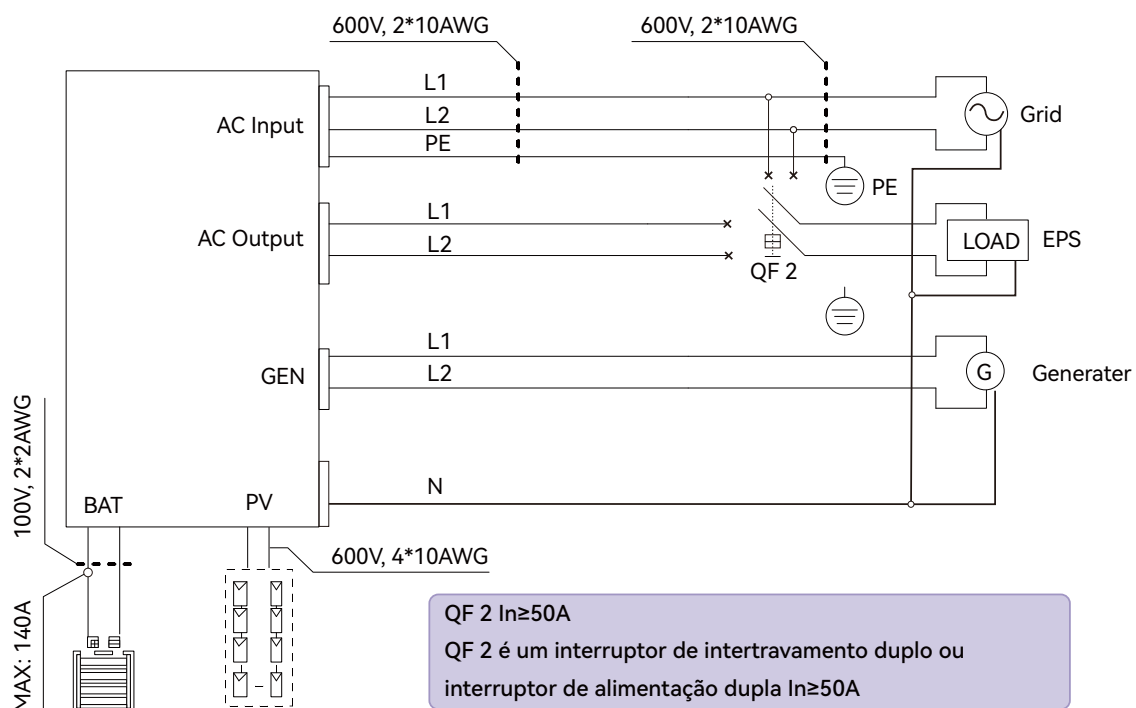 600V, 2*10AWG
600V, 2*10AWG
L1
AC Input
L2
PE
Grid
PE
L1
AC Output
L2
LOAD
EPS
QF 2
L1
GEN
L2
G
Generater
N
100V, 2*2AWG
BAT
PV
600V, 4*10AWG
MAX: 140A
QF 2 In≥50A
QF 2 é um interruptor de intertravamento duplo ou
interruptor de alimentação dupla In≥50A